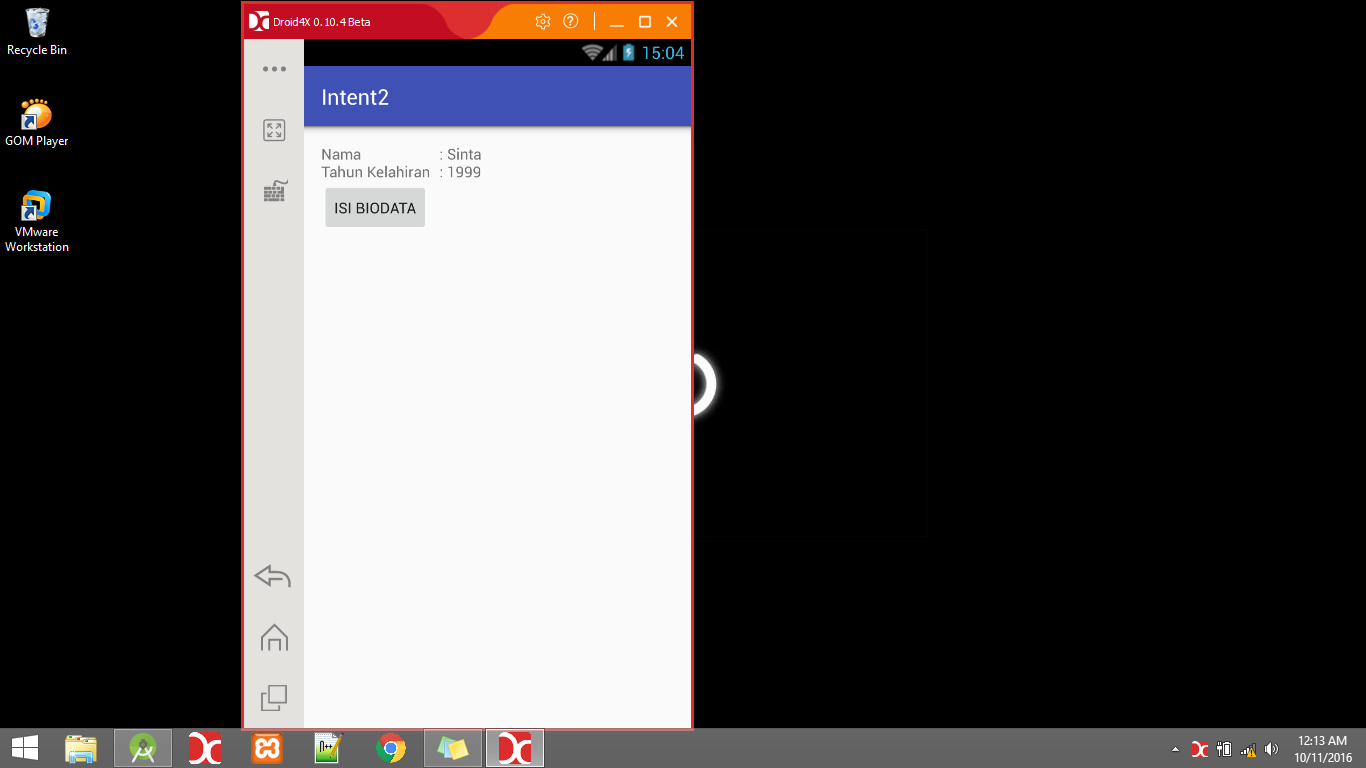 Recycle Bin
GOM Player
VMware
Workstation
Droid4X 0.10.4 Beta
15:04
Intent2
Nama : Sinta
Tahun Kelahiran : 1999
ISI BIODATA
12:13 AM
10/11/2016